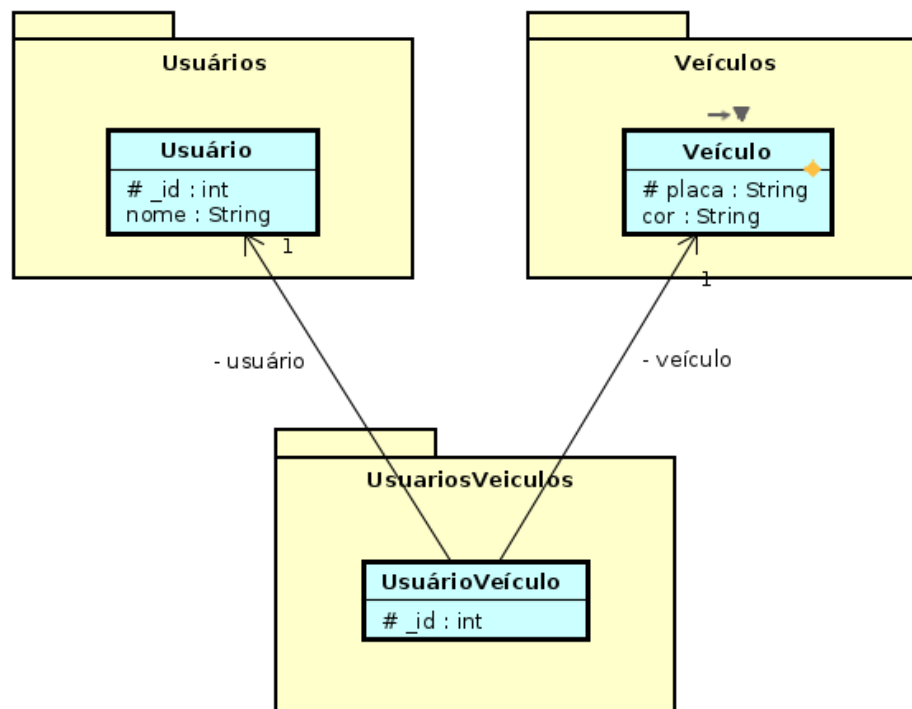 Usuários
Veículos
Usuário
# _id : int
nome : String
Veículo
# placa : String
cor : String
1
1
- usuário
- veículo
UsuariosVeiculos
UsuárioVeículo
# _id : int